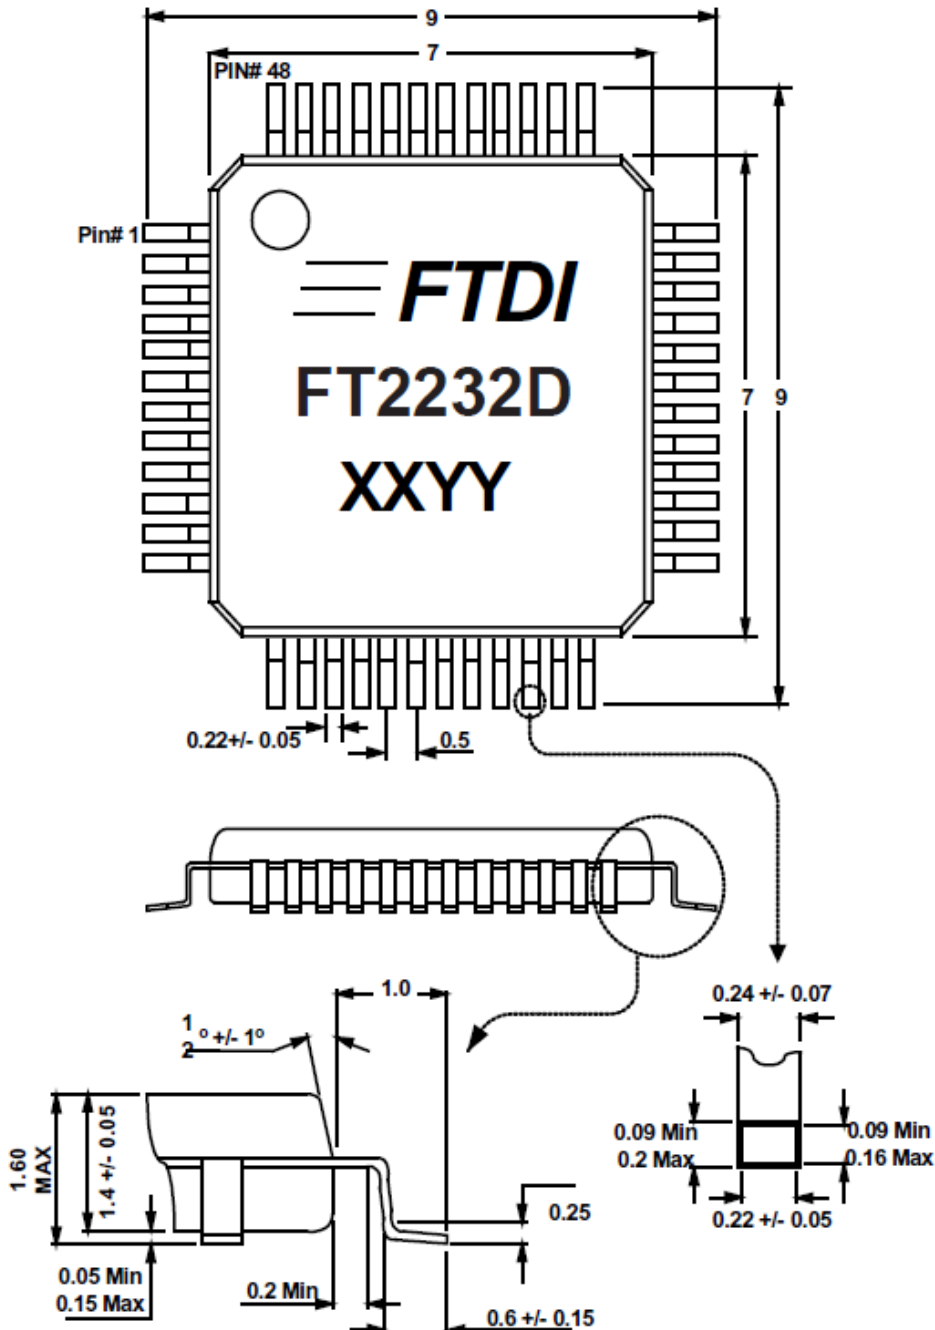 9
7
PIN# 48
Pin# 1
FTDI
FT2232D
XXYY
7 9
0.22+/- 0.05
0.5
1.0
0.24 +/- 0.07
12 º +/- 1º
1.60 MAX
1.4 +/- 0.05
0.09 Min
0.2 Max
0.09 Min
0.16 Max
0.25
0.22 +/- 0.05
0.05 Min
0.15 Max
0.2 Min
0.6 +/- 0.15